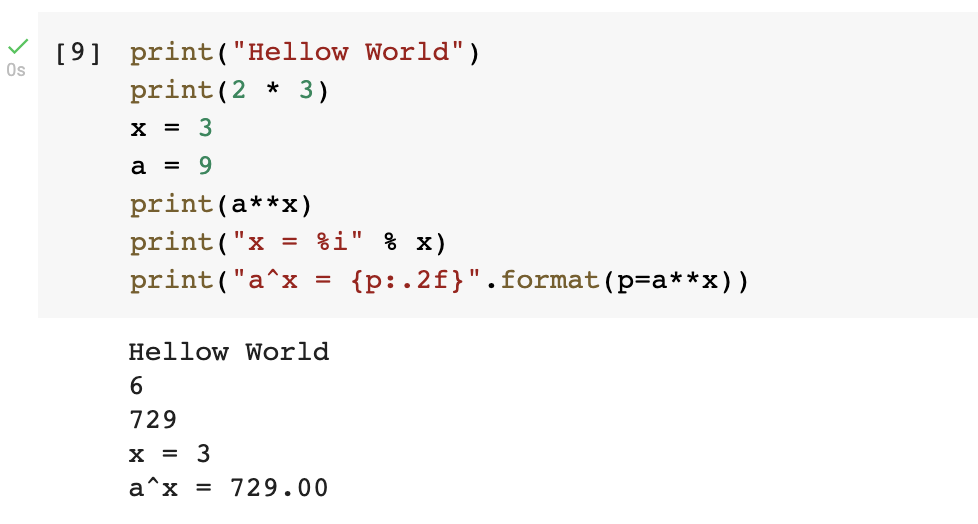 [9] print("Hellow World")
0s
print(2 * 3)
x = 3
a = 9
print(a**x)
print("x = %i" % x)
print("a^x = {p:.2f}".format(p=a**x))
Hellow World
6
729
x = 3
a^x = 729.00